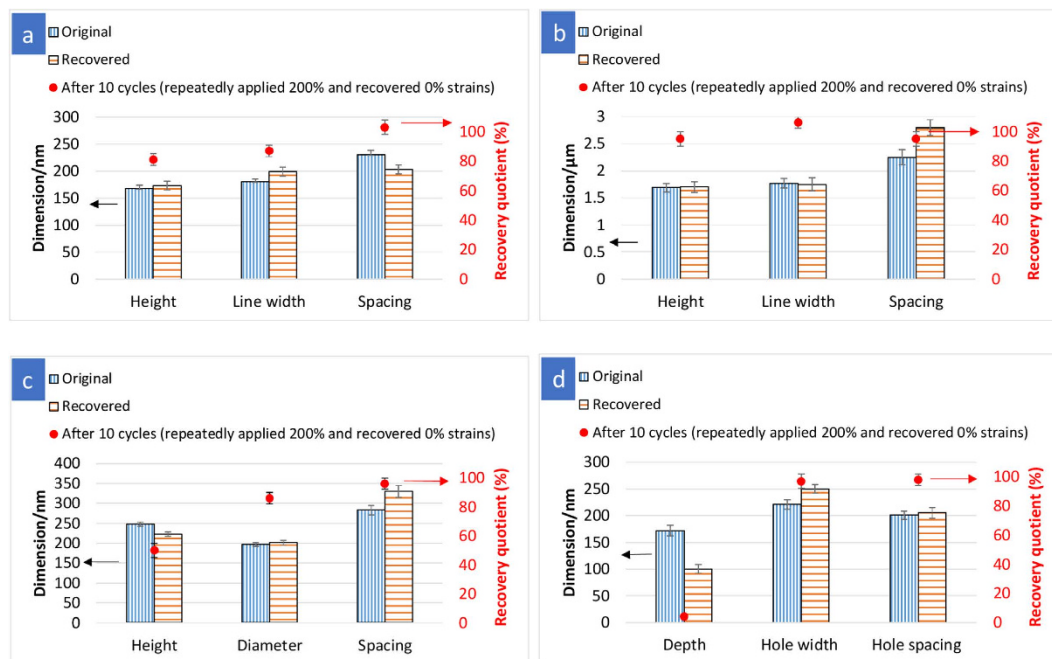 a
Original
Recovered
After 10 cycles (repeatedly applied 200% and recovered 0% strains)
Dimension/nm
300
250
200
150
100
50
0
Height
Line width
Spacing
100
80
60
40
20
0
Recovery quotient (%)
b
Original
Recovered
After 10 cycles (repeatedly applied 200% and recovered 0% strains)
Dimension/µm
3
2.5
2
1.5
1
0.5
0
Height
Line width
Spacing
100
80
60
40
20
0
Recovery quotient (%)
c
Original
Recovered
After 10 cycles (repeatedly applied 200% and recovered 0% strains)
Dimension/nm
400
350
300
250
200
150
100
50
0
Height
Diameter
Spacing
100
80
60
40
20
0
Recovery quotient (%)
d
Original
Recovered
After 10 cycles (repeatedly applied 200% and recovered 0% strains)
Dimension/nm
300
250
200
150
100
50
0
Depth
Hole width
Hole spacing
100
80
60
40
20
0
Recovery quotient (%)